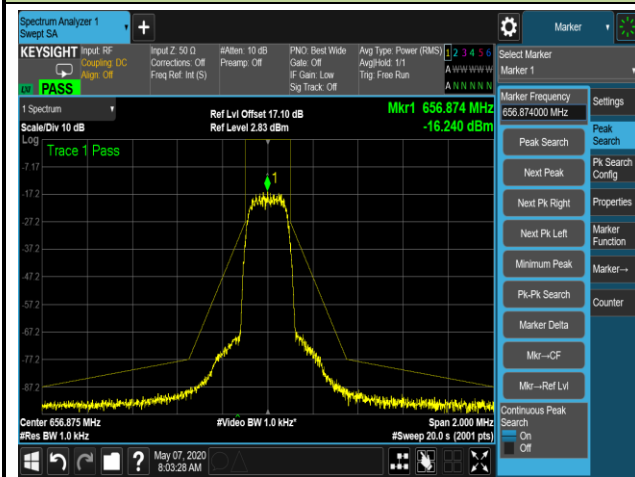 Spectrum Analyzer 1
Swept SA
Marker
KEYSIGHT
Input: RF
Coupling: DC
Align: Off
PASS
Input Z: 50 Ω
Corrections: Off
Freq Ref: Int (S)
#Atten: 10 dB
Preamp: Off
PNO: Best Wide
Gate: Off
IF Gain: Low
Sig Track: Off
Avg Type: Power (RMS)
Avg|Hold: 1/1
Trig: Free Run
1 2 3 4 5 6
A W W W W W
A N N N N N
Select Marker
Marker 1
1 Spectrum
Scale/Div 10 dB
Ref Lvl Offset 17.10 dB
Ref Level 2.83 dBm
Mkr1 656.874 MHz
-16.240 dBm
Log
Trace 1 Pass
1
-7.17
-17.2
-27.2
-37.2
-47.2
-57.2
-67.2
-77.2
-87.2
Center 656.875 MHz
#Res BW 1.0 kHz
#Video BW 1.0 kHz*
Span 2.000 MHz
#Sweep 20.0 s (2001 pts)
Marker Frequency
656.874000 MHz
Peak Search
Next Peak
Next Pk Right
Next Pk Left
Minimum Peak
Pk-Pk Search
Marker Delta
Mkr→CF
Mkr→Ref Lvl
Continuous Peak
Search
On
Off
Settings
Peak
Search
Pk Search
Config
Properties
Marker
Function
Marker→
Counter
May 07, 2020
8:03:28 AM